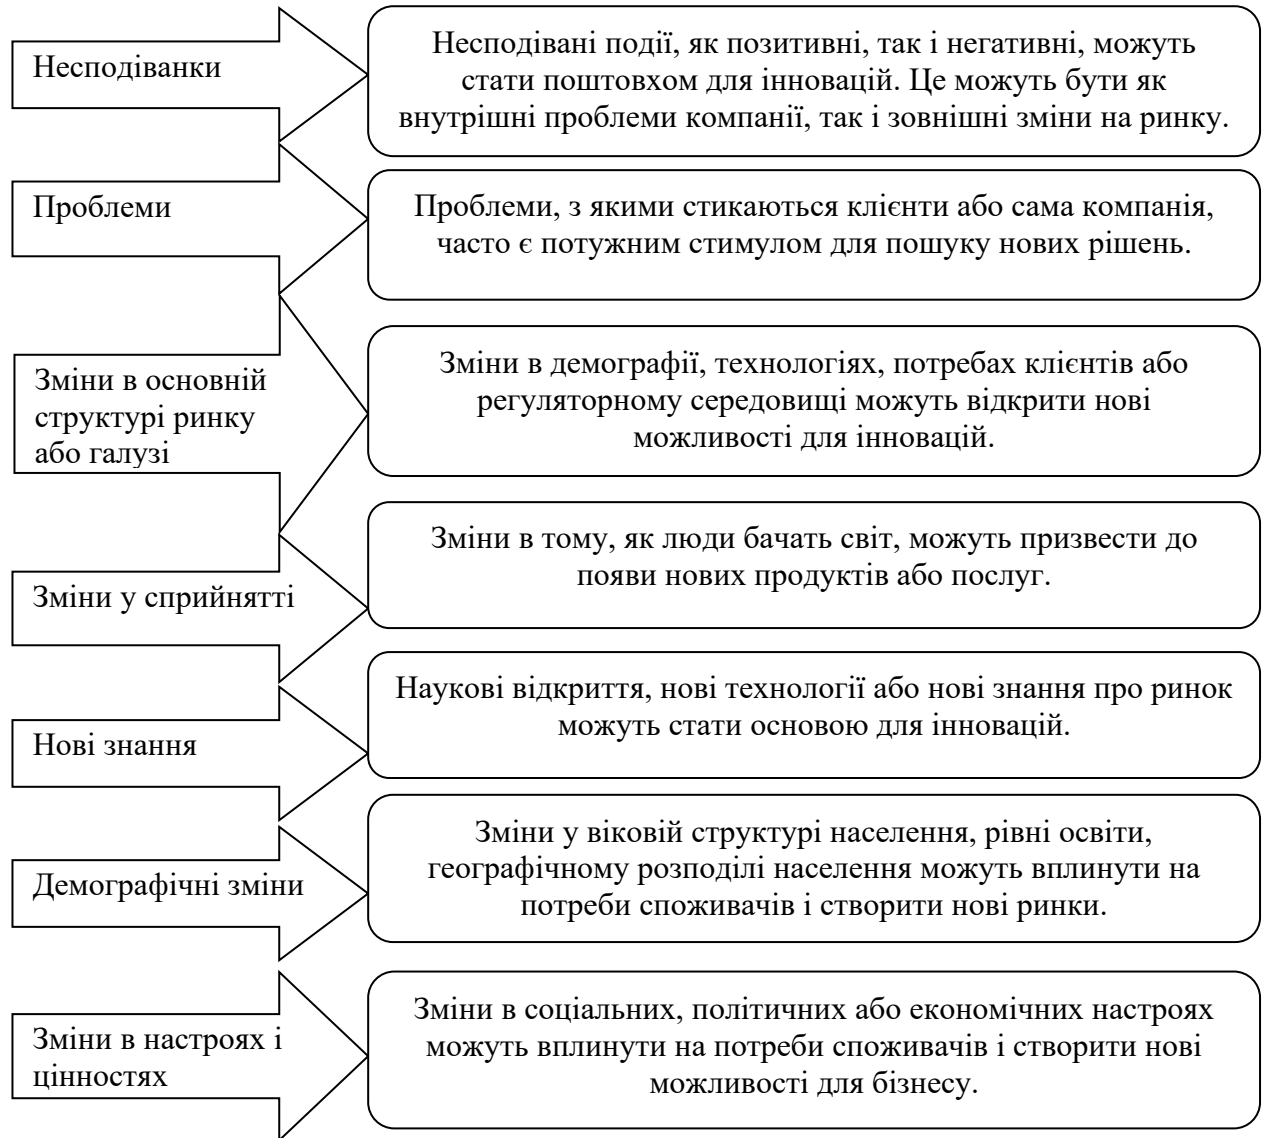 Несподіванки
Несподівані події, як позитивні, так і негативні, можуть
стати поштовхом для інновацій. Це можуть бути як
внутрішні проблеми компанії, так і зовнішні зміни на ринку.
Проблеми
Проблеми, з якими стикаються клієнти або сама компанія,
часто є потужним стимулом для пошуку нових рішень.
Зміни в основній
структурі ринку
або галузі
Зміни в демографії, технологіях, потребах клієнтів або
регуляторному середовищі можуть відкрити нові
можливості для інновацій.
Зміни у сприйнятті
Зміни в тому, як люди бачать світ, можуть призвести до
появи нових продуктів або послуг.
Нові знання
Наукові відкриття, нові технології або нові знання про ринок
можуть стати основою для інновацій.
Демографічні зміни
Зміни у віковій структурі населення, рівні освіти,
географічному розподілі населення можуть вплинути на
потреби споживачів і створити нові ринки.
Зміни в настроях і
цінностях
Зміни в соціальних, політичних або економічних настроях
можуть вплинути на потреби споживачів і створити нові
можливості для бізнесу.